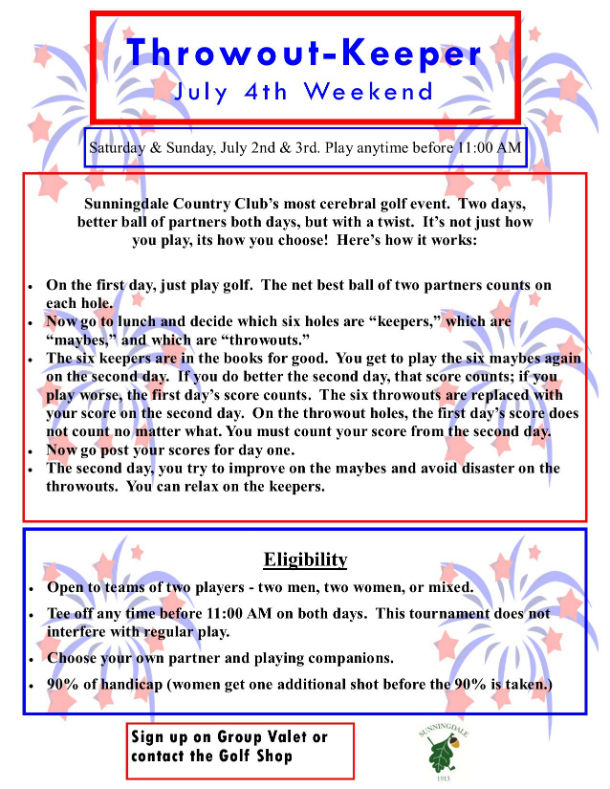 Throwout-Keeper
July 4th Weekend
Saturday & Sunday, July 2nd & 3rd. Play anytime before 11:00 AM
Sunningdale Country Club's most cerebral golf event.  Two days,
better ball of partners both days, but with a twist.  It's not just how
you play, its how you choose!  Here's how it works:
• On the first day, just play golf.  The net best ball of two partners counts on
each hole.
• Now go to lunch and decide which six holes are “keepers,” which are
“maybes,” and which are “throwouts.”
• The six keepers are in the books for good.  You get to play the six maybes again
on the second day.  If you do better the second day, that score counts; if you
play worse, the first day's score counts.  The six throwouts are replaced with
your score on the second day.  On the throwout holes, the first day's score does
not count no matter what. You must count your score from the second day.
• Now go post your scores for day one.
• The second day, you try to improve on the maybes and avoid disaster on the
throwouts.  You can relax on the keepers.
Eligibility
• Open to teams of two players - two men, two women, or mixed.
• Tee off any time before 11:00 AM on both days.  This tournament does not
interfere with regular play.
• Choose your own partner and playing companions.
• 90% of handicap (women get one additional shot before the 90% is taken.)
Sign up on Group Valet or
contact the Golf Shop
SUNNINGDALE
1913